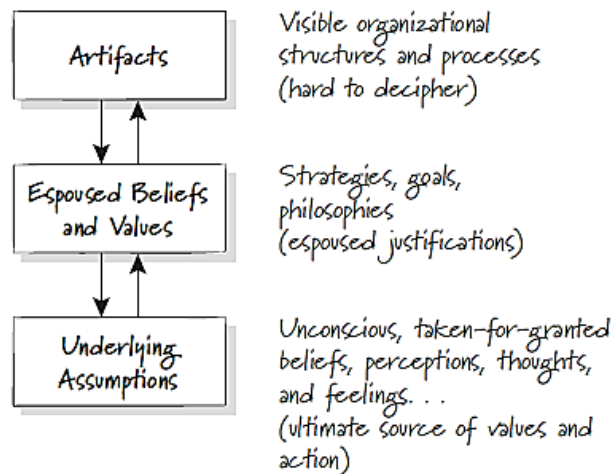 Artifacts
Visible organizational
structures and processes
(hard to decipher)
Espoused Beliefs
and Values
Strategies, goals,
philosophies
(espoused justifications)
Underlying
Assumptions
Unconscious, taken-for-granted
beliefs, perceptions, thoughts,
and feelings. . .
(ultimate source of values and
action)